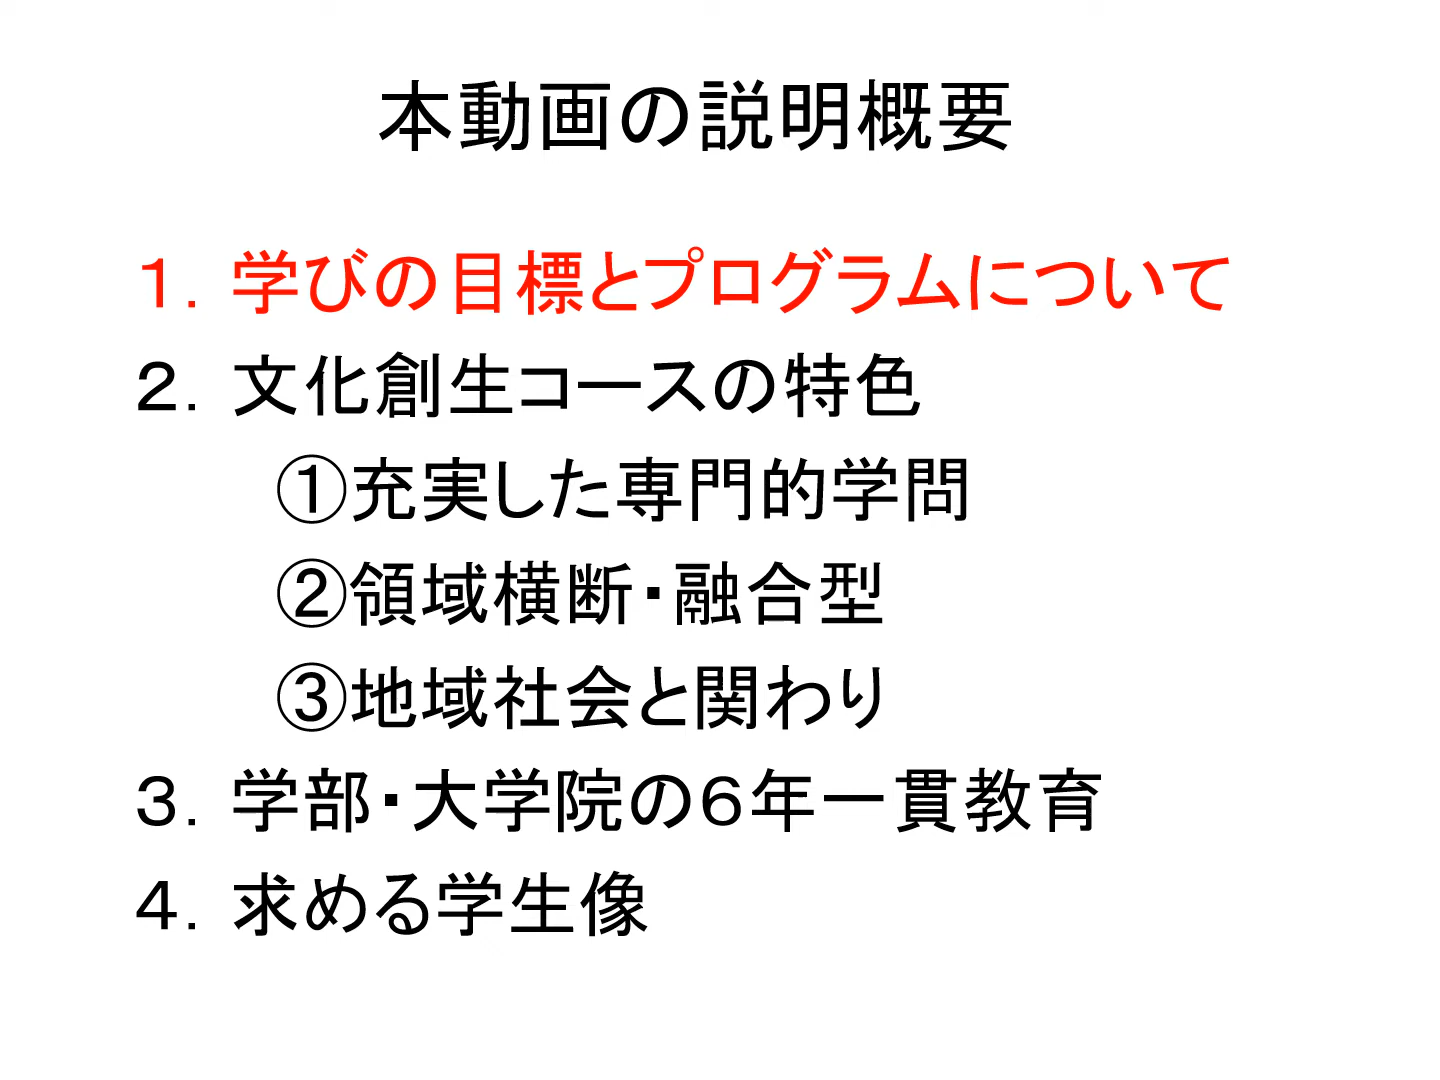 本動画の説明概要
１．学びの目標とプログラムについて
２．文化創生コースの特色
①充実した専門的学問
②領域横断・融合型
③地域社会と関わり
３．学部・大学院の６年一貫教育
４．求める学生像